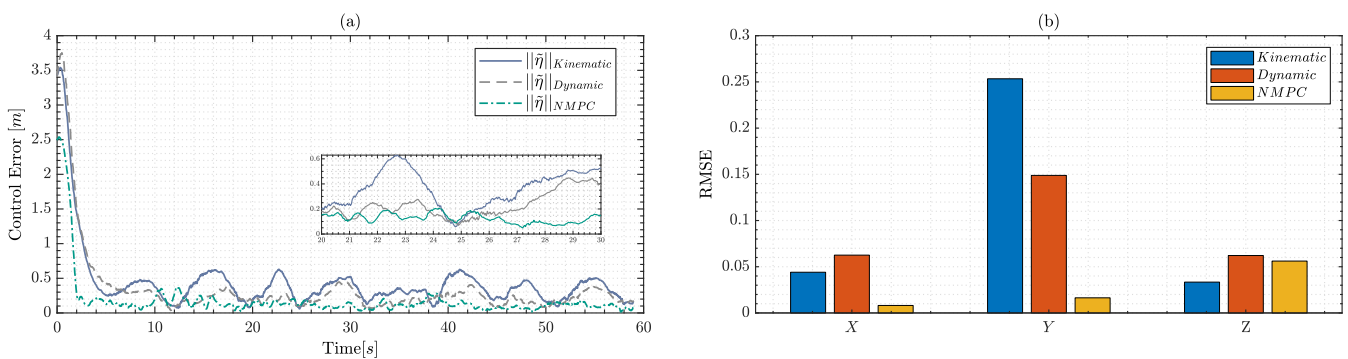 (a)
4
3.5
3
2.5
2
1.5
1
0.5
0
Control Error [m]
||η̃||Kinematic
||η̃||Dynamic
||η̃||NMPC
0.6
0.4
0.2
0
20 21 22 23 24 25 26 27 28 29 30
0 10 20 30 40 50 60
Time[s]
(b)
0.3
0.25
0.2
0.15
0.1
0.05
0
RMSE
Kinematic
Dynamic
NMPC
X Y Z